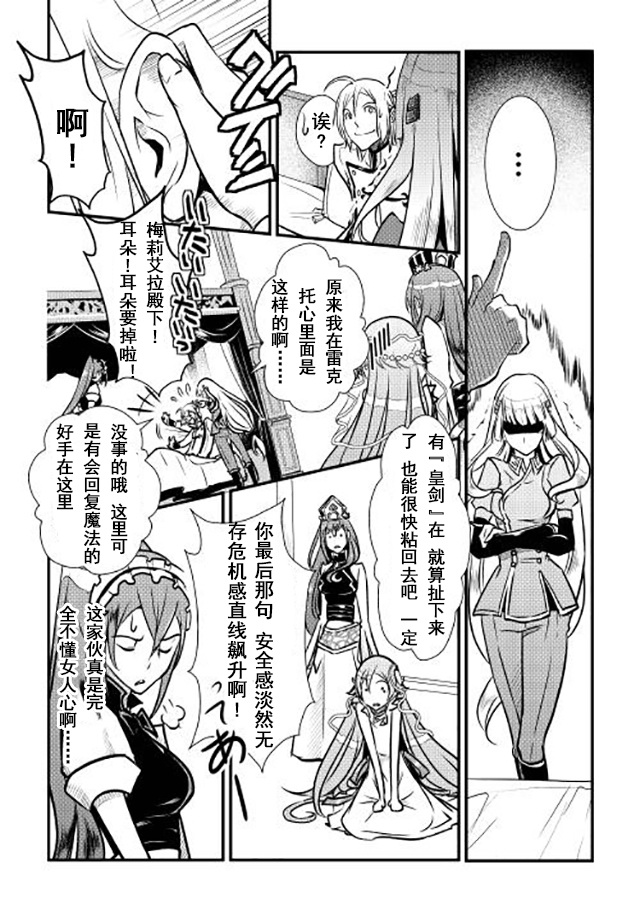 …
诶？
啊！
いたいいたいいたい
梅莉艾拉殿下！
耳朵！耳朵要掉啦！
原来我在雷克
托心里面是
这样的啊……
有『皇剑』在 就算扯下来
了 也能很快粘回去吧 一定
没事的哦 这里可
是有会回复魔法的
好手在这里
你最后那句 安全感淡然无
存危机感直线飙升啊！
ってあー
这家伙真是完
全不懂女人心啊……